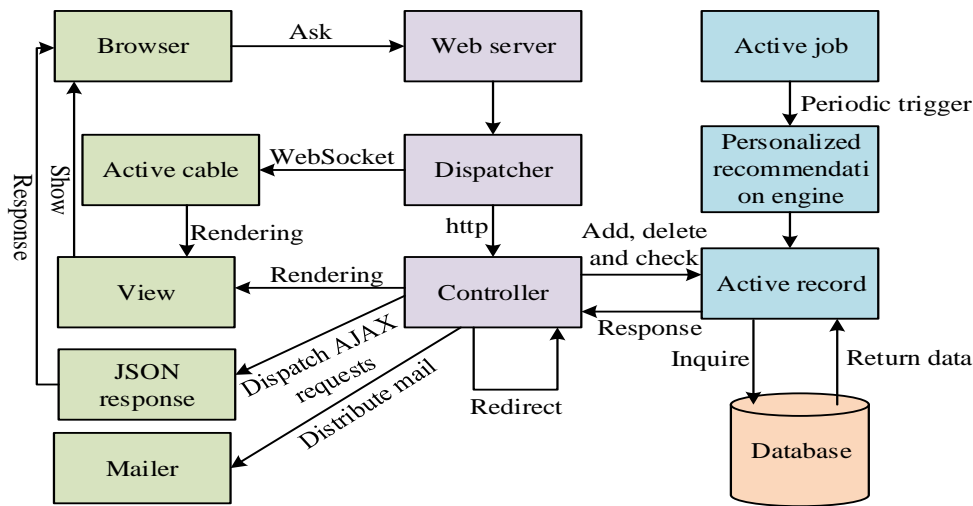 Browser
Ask
Web server
Active job
Periodic trigger
Response
Show
Active cable
WebSocket
Dispatcher
Personalized
recommendati
on engine
Rendering
http
Add, delete
and check
View
Rendering
Controller
Active record
Response
JSON
response
Dispatch AJAX
requests
Distribute mail
Redirect
Inquire
Return data
Mailer
Database